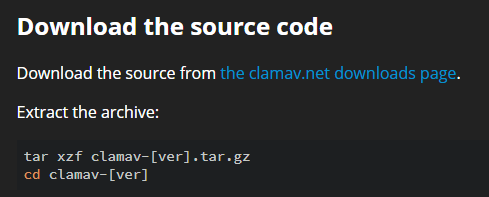 Download the source code
Download the source from the clamav.net downloads page.
Extract the archive:
tar xzf clamav-[ver].tar.gz
cd clamav-[ver]